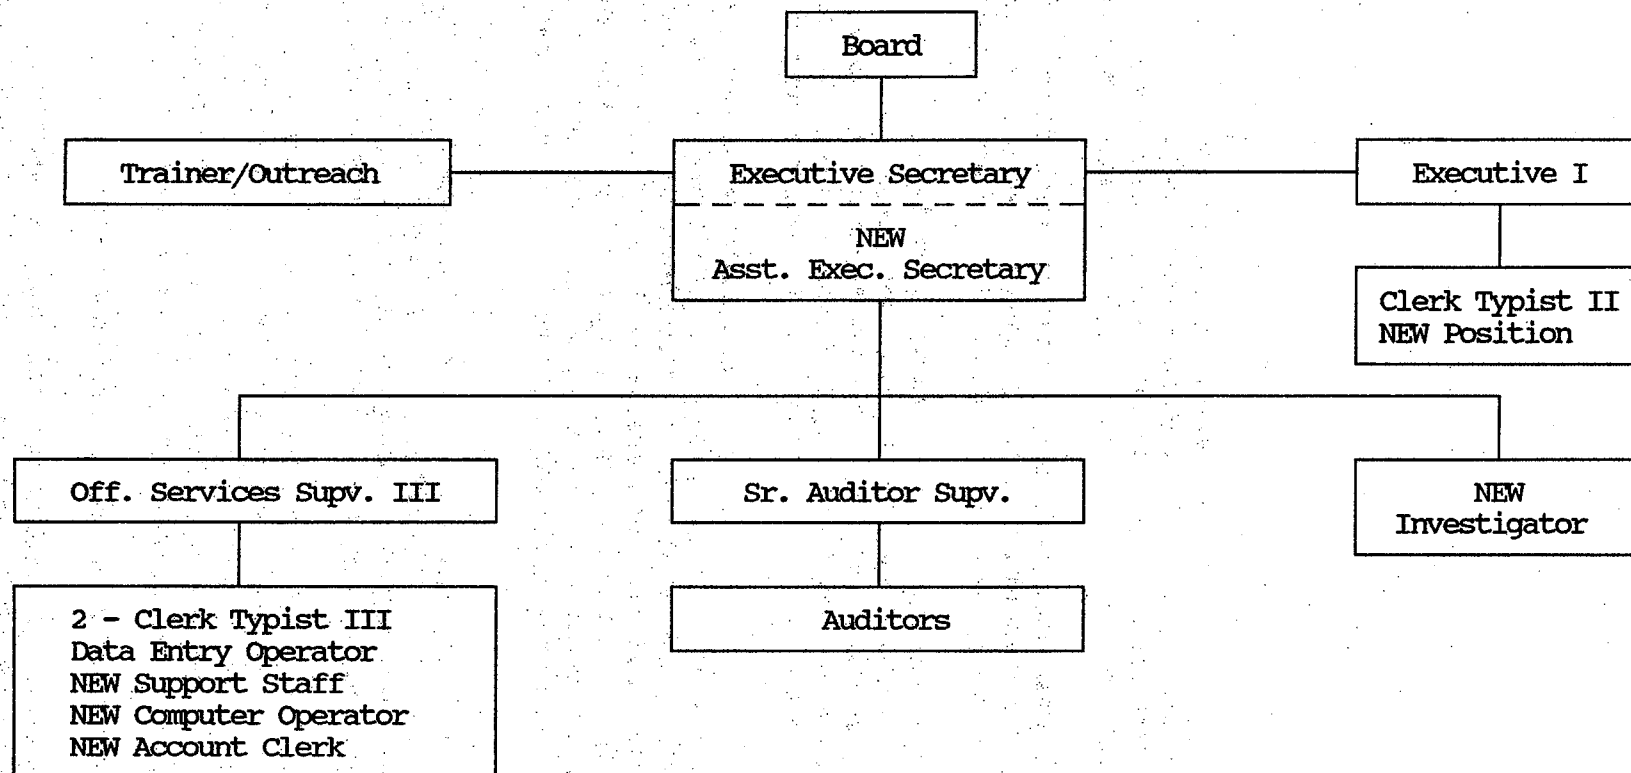 Board
Trainer/Outreach
Executive Secretary
Executive I
NEW
Asst. Exec. Secretary
Clerk Typist II
NEW Position
Off. Services Supv. III
Sr. Auditor Supv.
NEW
Investigator
2 - Clerk Typist III
Data Entry Operator
NEW Support Staff
NEW Computer Operator
NEW Account Clerk
Auditors